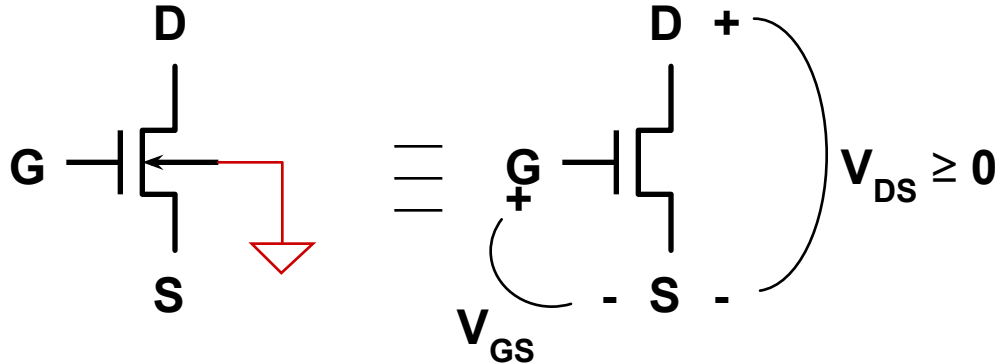 D
G
S
D +
G
+
V_DS ≥ 0
- S -
V_GS